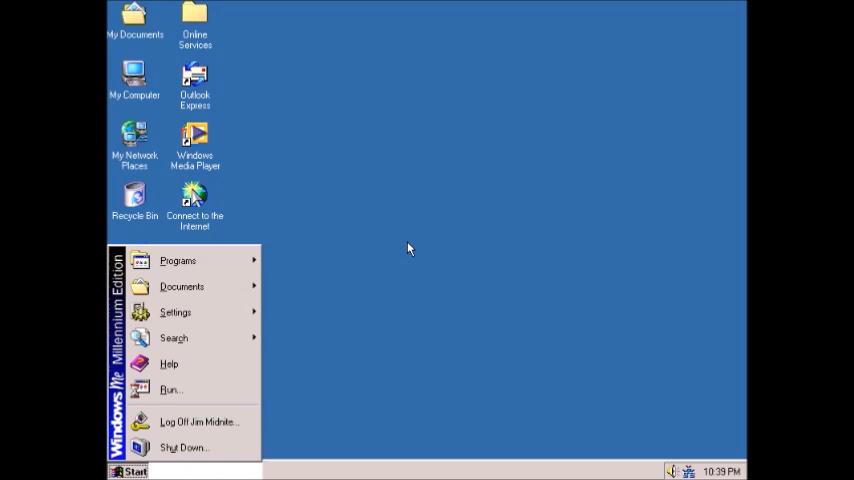 My Documents
Online
Services
My Computer
Outlook
Express
My Network
Places
Windows
Media Player
Recycle Bin
Connect to the
Internet
Programs
Documents
Settings
Search
Help
Run...
Log Off Jim Midnite...
Shut Down...
Windows Me Millennium Edition
Start
10:39 PM